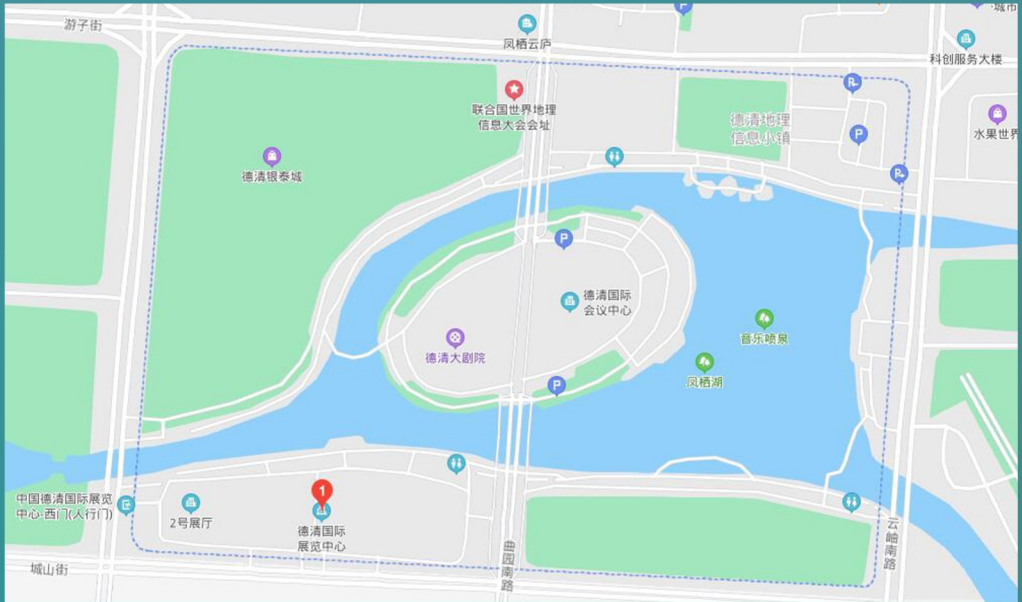 游子街
·城市
凤栖云庐
科创服务大楼
P
联合国世界地理
信息大会会址
德清地理
信息小镇
P
水果世界
德清银泰城
P
德清国际
会议中心
音乐喷泉
德清大剧院
凤栖湖
P
中国德清国际展览
中心-西门(人行门)
1
2号展厅
德清国际
展览中心
曲园南路
云岫南路
城山街